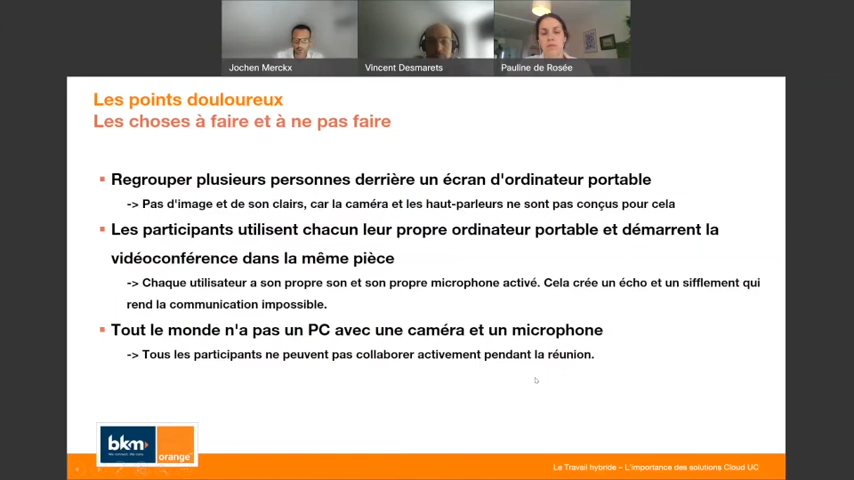 Jochen Merckx
Vincent Desmarets
Pauline de Rosée
Les points douloureux
Les choses à faire et à ne pas faire
Regrouper plusieurs personnes derrière un écran d'ordinateur portable
-> Pas d'image et de son clairs, car la caméra et les haut-parleurs ne sont pas conçus pour cela
Les participants utilisent chacun leur propre ordinateur portable et démarrent la
vidéoconférence dans la même pièce
-> Chaque utilisateur a son propre son et son propre microphone activé. Cela crée un écho et un sifflement qui
rend la communication impossible.
Tout le monde n'a pas un PC avec une caméra et un microphone
-> Tous les participants ne peuvent pas collaborer activement pendant la réunion.
bkm
orange
Le Travail hybride – L'importance des solutions Cloud UC